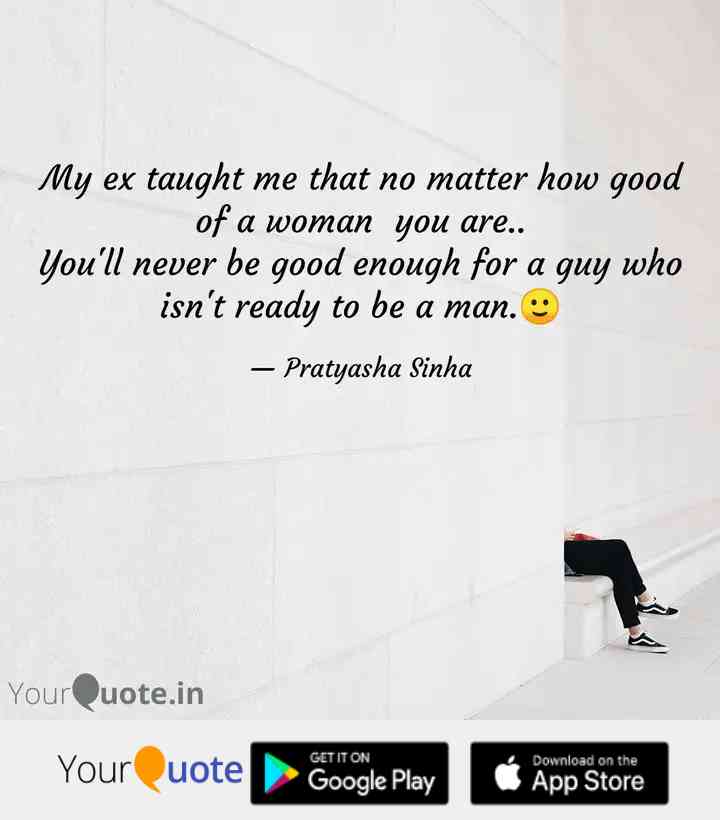 My ex taught me that no matter how good
of a woman you are..
You'll never be good enough for a guy who
isn't ready to be a man.🙂
— Pratyasha Sinha
YourQuote.in
YourQuote
GET IT ON
Google Play
Download on the
App Store